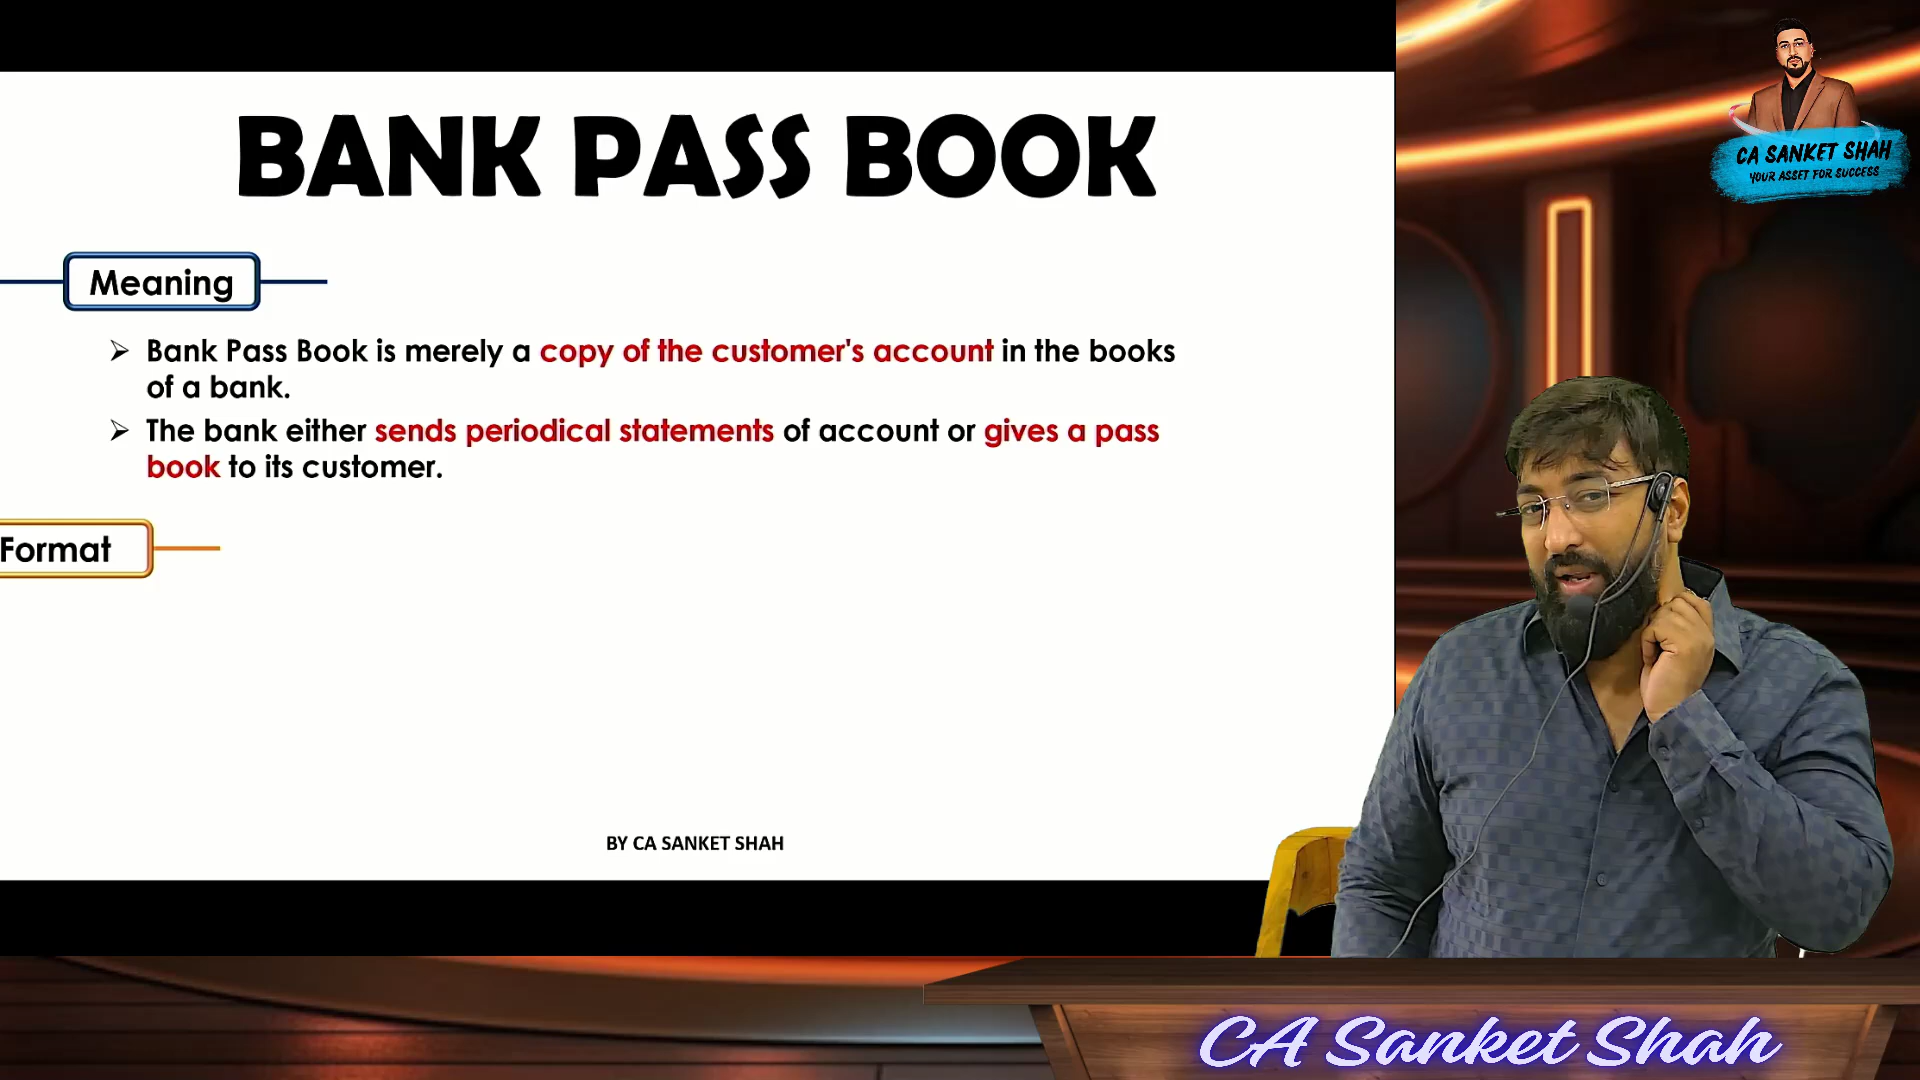 BANK PASS BOOK
Meaning
➢ Bank Pass Book is merely a copy of the customer's account in the books
of a bank.
➢ The bank either sends periodical statements of account or gives a pass
book to its customer.
Format
BY CA SANKET SHAH
CA SANKET SHAH
YOUR ASSET FOR SUCCESS
CA Sanket Shah